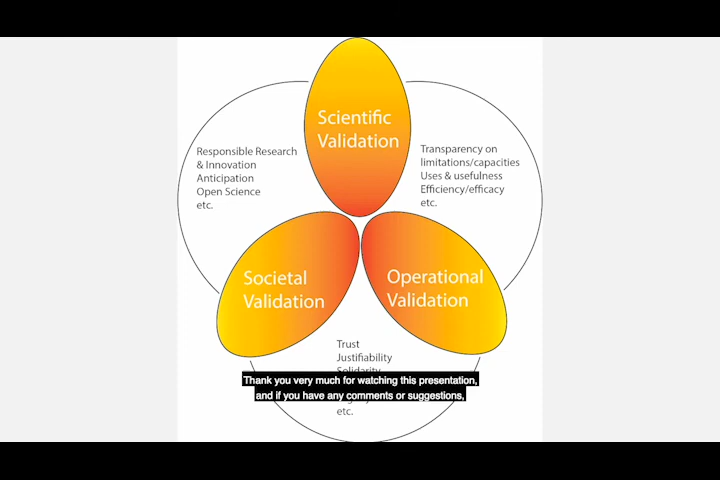 Scientific
Validation
Responsible Research
& Innovation
Anticipation
Open Science
etc.
Transparency on
limitations/capacities
Uses & usefulness
Efficiency/efficacy
etc.
Societal
Validation
Operational
Validation
Trust
Justifiability
Solidarity
Thank you very much for watching this presentation,
and if you have any comments or suggestions,
etc.